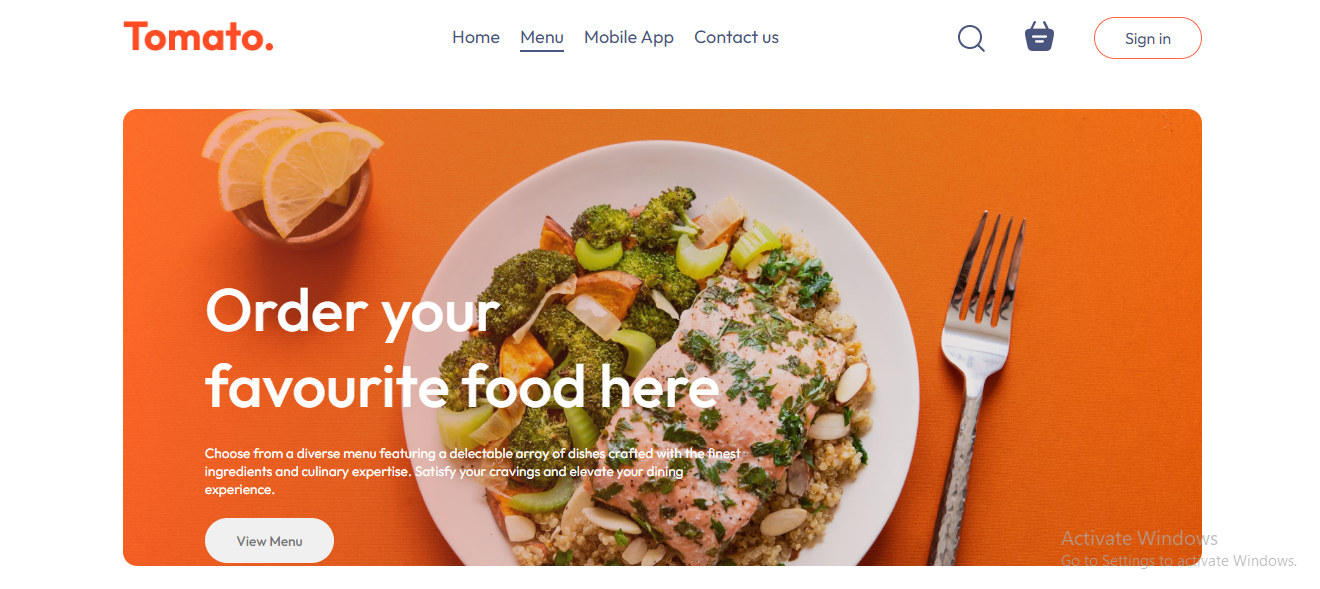 Tomato.
Home Menu Mobile App Contact us
Sign in
Order your
favourite food here
Choose from a diverse menu featuring a delectable array of dishes crafted with the finest
ingredients and culinary expertise. Satisfy your cravings and elevate your dining
experience.
View Menu
Activate Windows
Go to Settings to activate Windows.